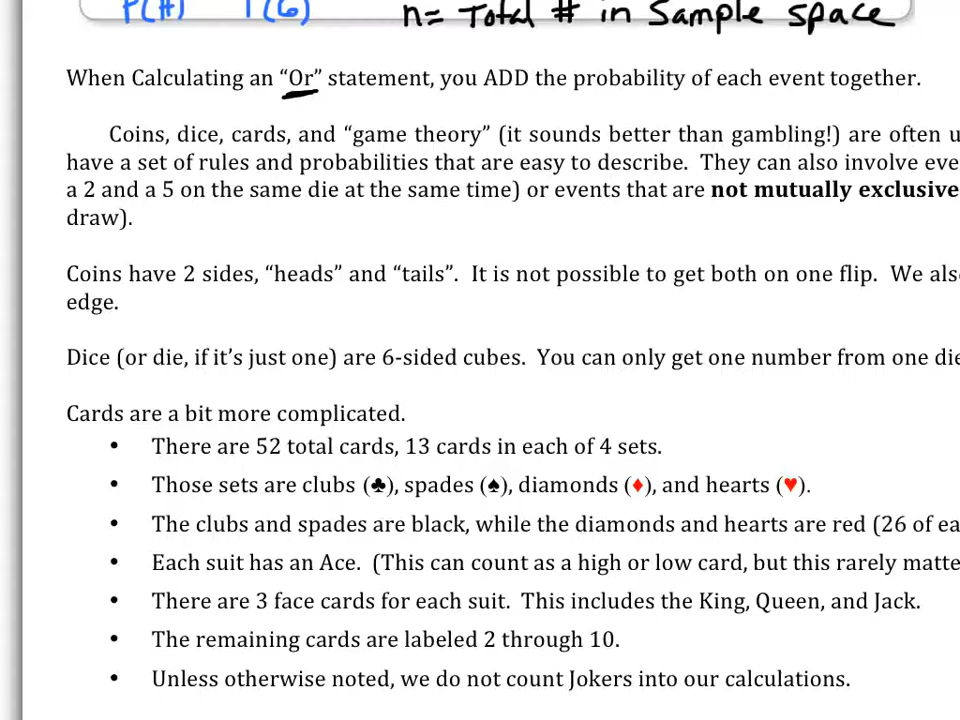 P(H) P(6) n= Total # in Sample space
When Calculating an “Or” statement, you ADD the probability of each event together.
Coins, dice, cards, and “game theory” (it sounds better than gambling!) are often u
have a set of rules and probabilities that are easy to describe. They can also involve eve
a 2 and a 5 on the same die at the same time) or events that are not mutually exclusive
draw).
Coins have 2 sides, “heads” and “tails”. It is not possible to get both on one flip. We als
edge.
Dice (or die, if it’s just one) are 6-sided cubes. You can only get one number from one die
Cards are a bit more complicated.
• There are 52 total cards, 13 cards in each of 4 sets.
• Those sets are clubs (♣), spades (♠), diamonds (♦), and hearts (♥).
• The clubs and spades are black, while the diamonds and hearts are red (26 of ea
• Each suit has an Ace. (This can count as a high or low card, but this rarely matte
• There are 3 face cards for each suit. This includes the King, Queen, and Jack.
• The remaining cards are labeled 2 through 10.
• Unless otherwise noted, we do not count Jokers into our calculations.